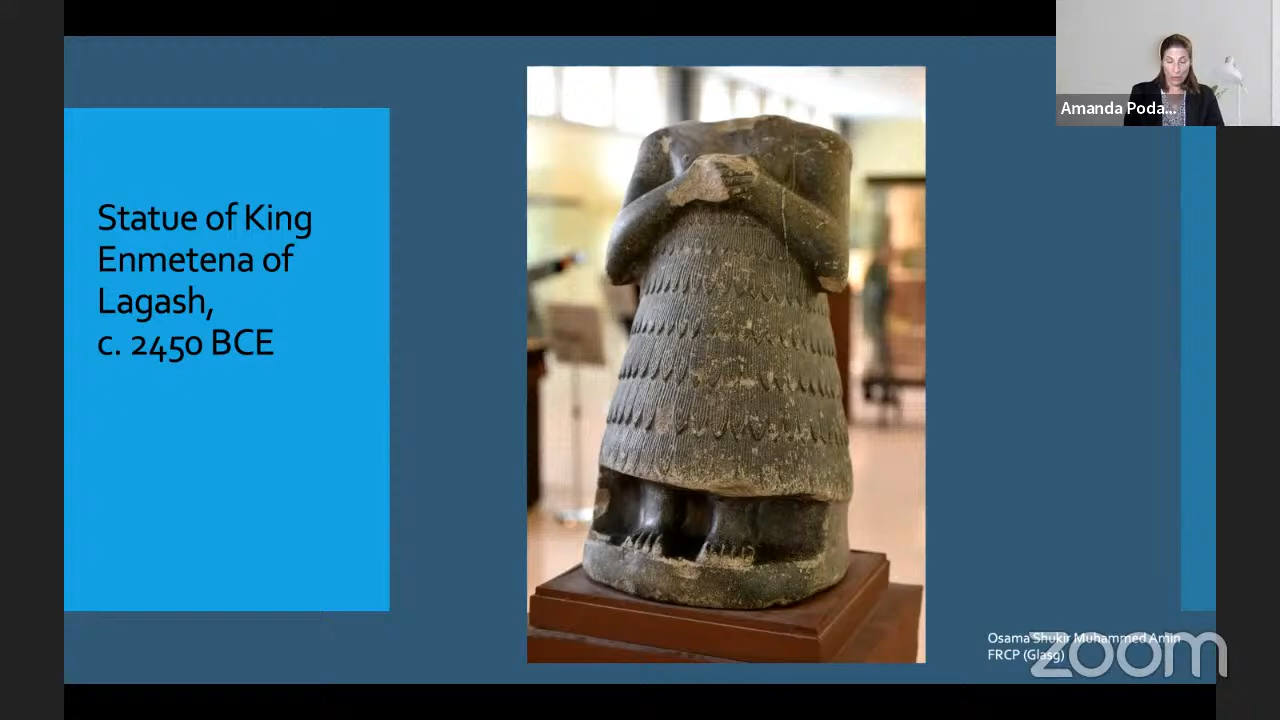 Statue of King
Enmetena of
Lagash,
c. 2450 BCE
Amanda Poda...
Osama Shukir Muhammed Amin
FRCP (Glasg)
zoom